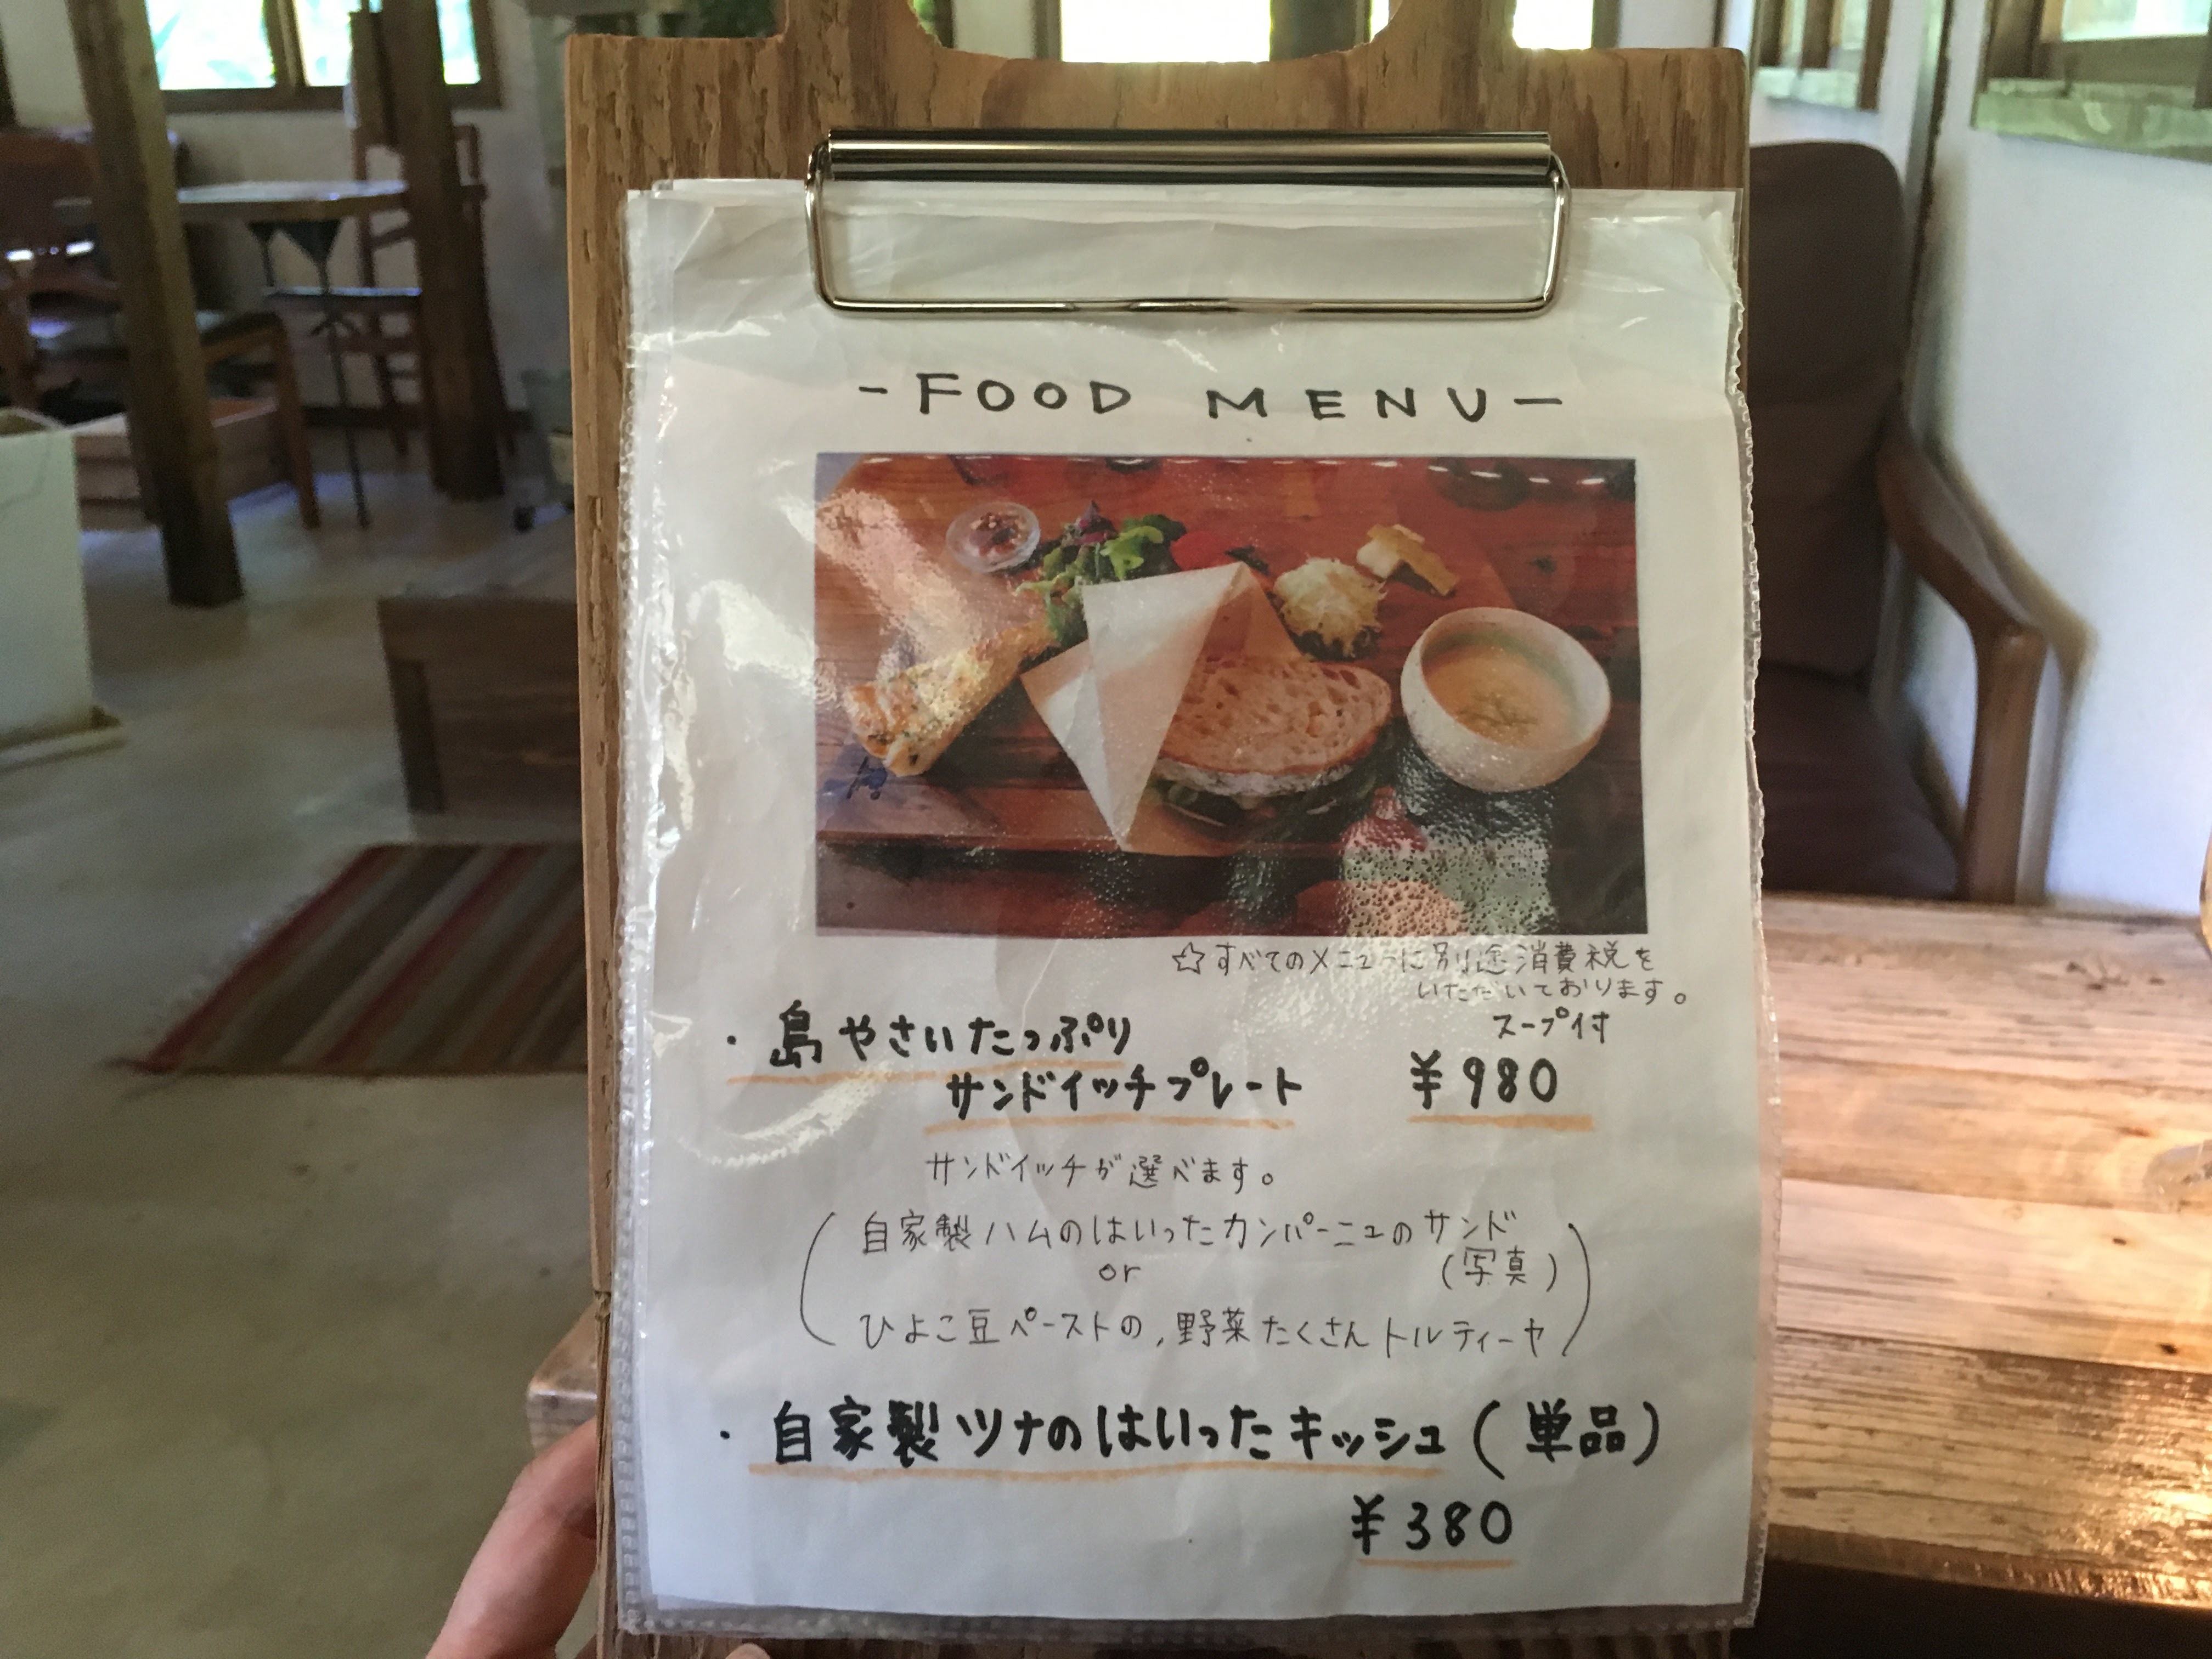 -FOOD MENU-
☆すべてのメニューに別途消費税を
いただいております。
・島やさいたっぷり
スープ付
サンドイッチプレート ¥980
サンドイッチが選べます。
自家製ハムのはいったカンパーニュのサンド
or (写真)
ひよこ豆ペーストの,野菜たくさんトルティーヤ
・自家製ツナのはいったキッシュ(単品)
¥380